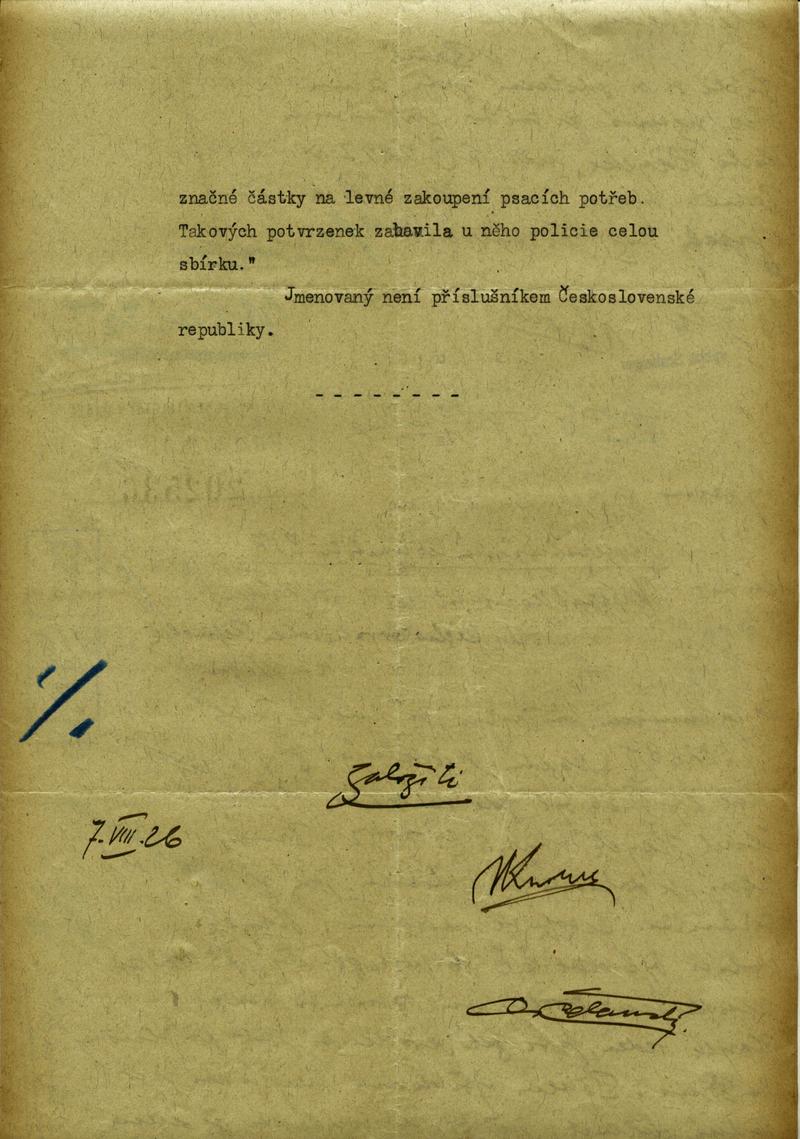 značné částky na levné zakoupení psacích potřeb.
Takových potvrzenek zabavila u něho policie celou
sbírku."
Jmenovaný není příslušníkem Československé
republiky.
- - - - - - - -
Založiti
7.VIII.26